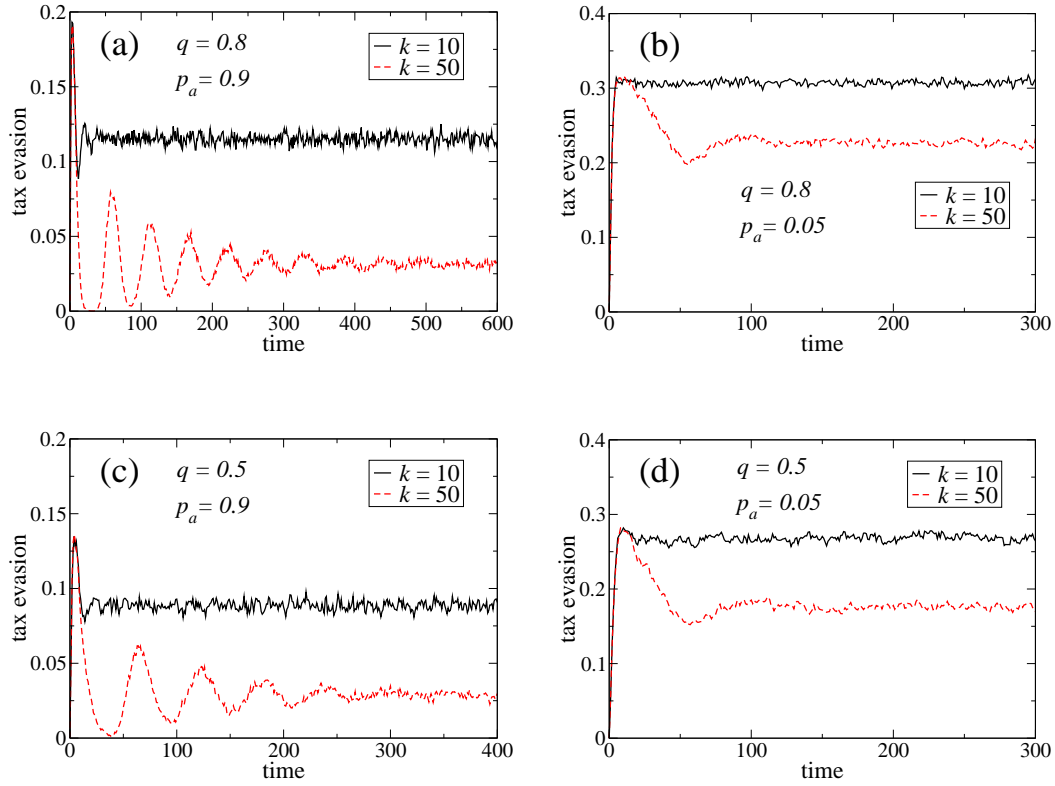 0.2
(a)
q = 0.8
p_a = 0.9
k = 10
k = 50
0.15
0.1
0.05
0
tax evasion
0 100 200 300 400 500 600
time
(b)
0.4
0.3
0.2
0.1
0
tax evasion
q = 0.8
p_a = 0.05
k = 10
k = 50
0 100 200 300
time
0.2
(c)
q = 0.5
p_a = 0.9
k = 10
k = 50
0.15
0.1
0.05
0
tax evasion
0 100 200 300 400
time
0.4
(d)
q = 0.5
p_a = 0.05
k = 10
k = 50
0.3
0.2
0.1
0
tax evasion
0 100 200 300
time